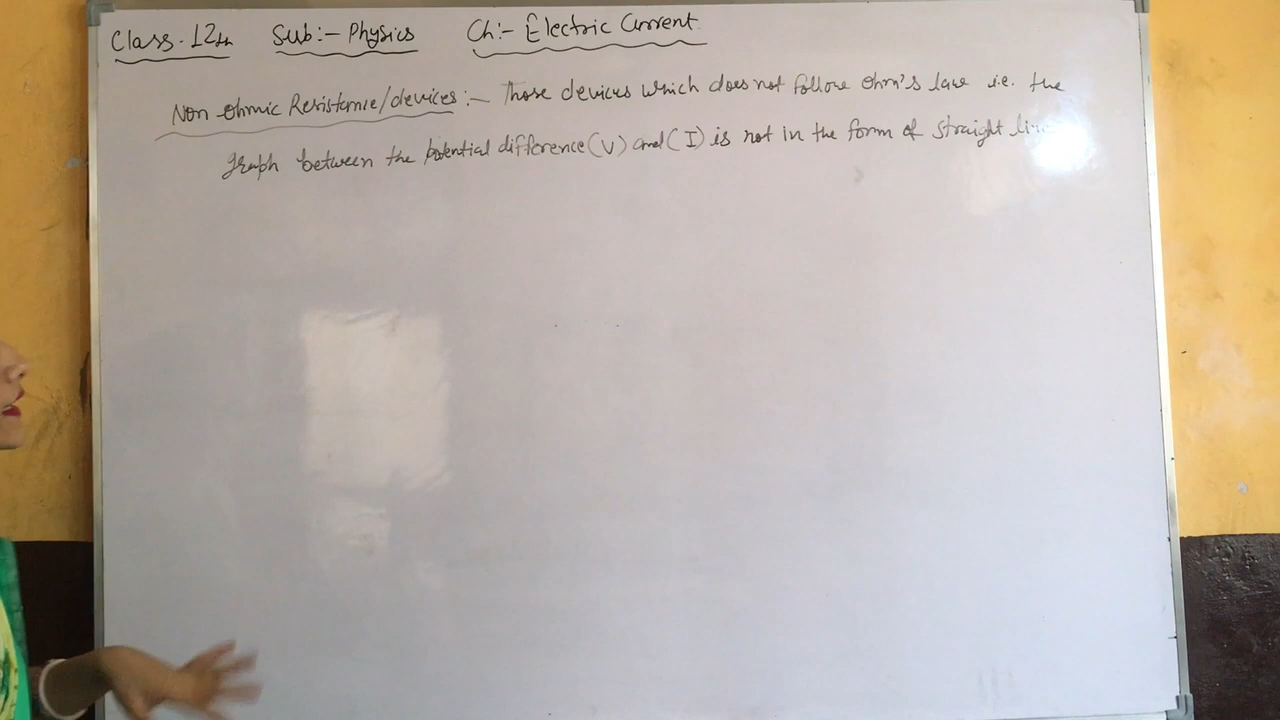 Class. 12th Sub:- Physics Ch:- Electric Current
Non ohmic Resistance/devices:- Those devices which does not follow ohm's law i.e. the
graph between the potential difference (V) and (I) is not in the form of straight line